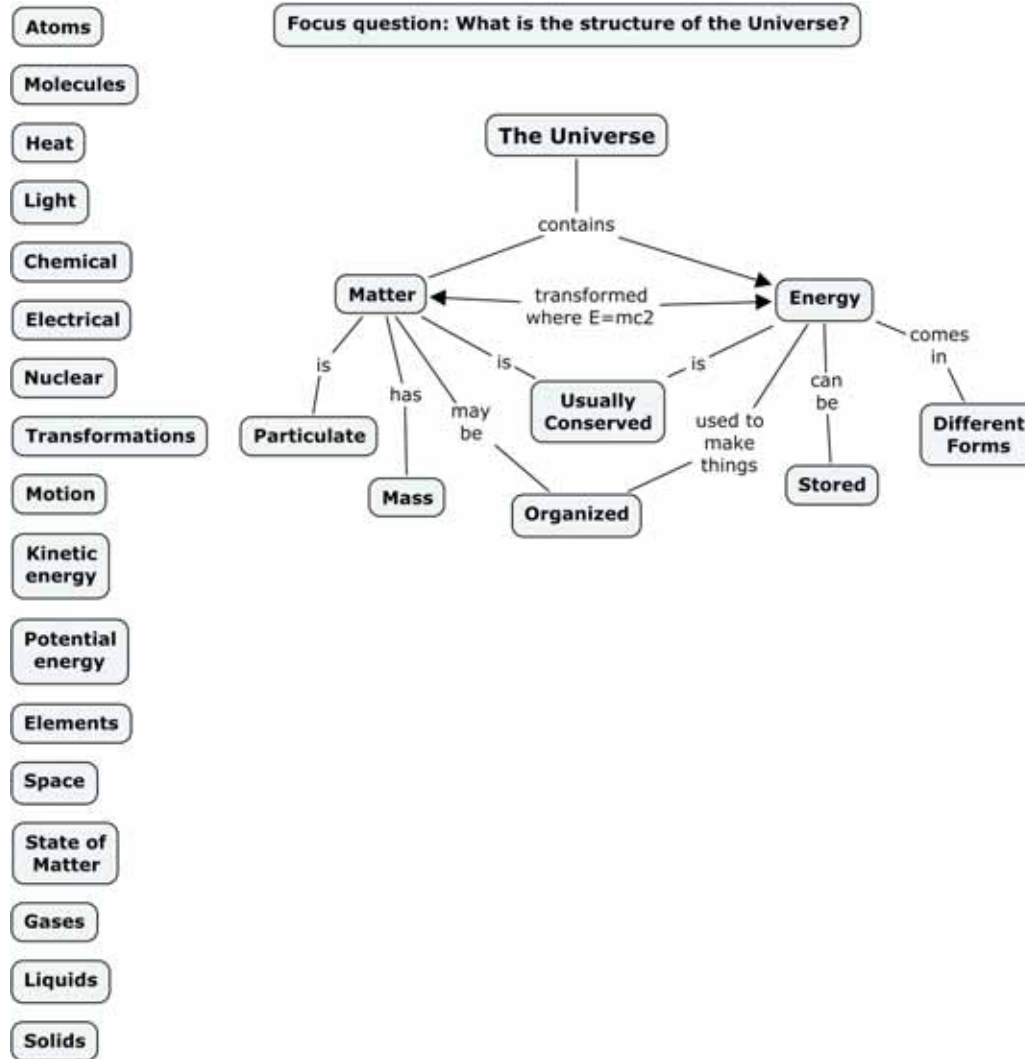 Focus question: What is the structure of the Universe?
Atoms
Molecules
Heat
Light
Chemical
Electrical
Nuclear
Transformations
Motion
Kinetic
energy
Potential
energy
Elements
Space
State of
Matter
Gases
Liquids
Solids
The Universe
contains
Matter
transformed
where E=mc2
Energy
is
has
may
be
is
is
used to
make
things
can
be
comes
in
Particulate
Mass
Usually
Conserved
Organized
Stored
Different
Forms